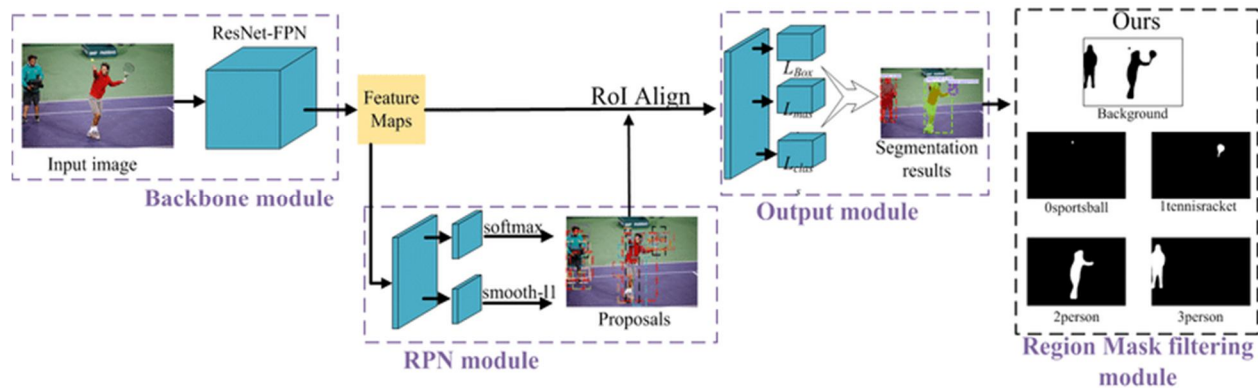 ResNet-FPN
Input image
Backbone module
Feature
Maps
RoI Align
softmax
smooth-l1
Proposals
RPN module
L_Box
L_mas
L_clas
s
Segmentation
results
Output module
Ours
Background
0sportsball
1tennisracket
2person
3person
Region Mask filtering
module